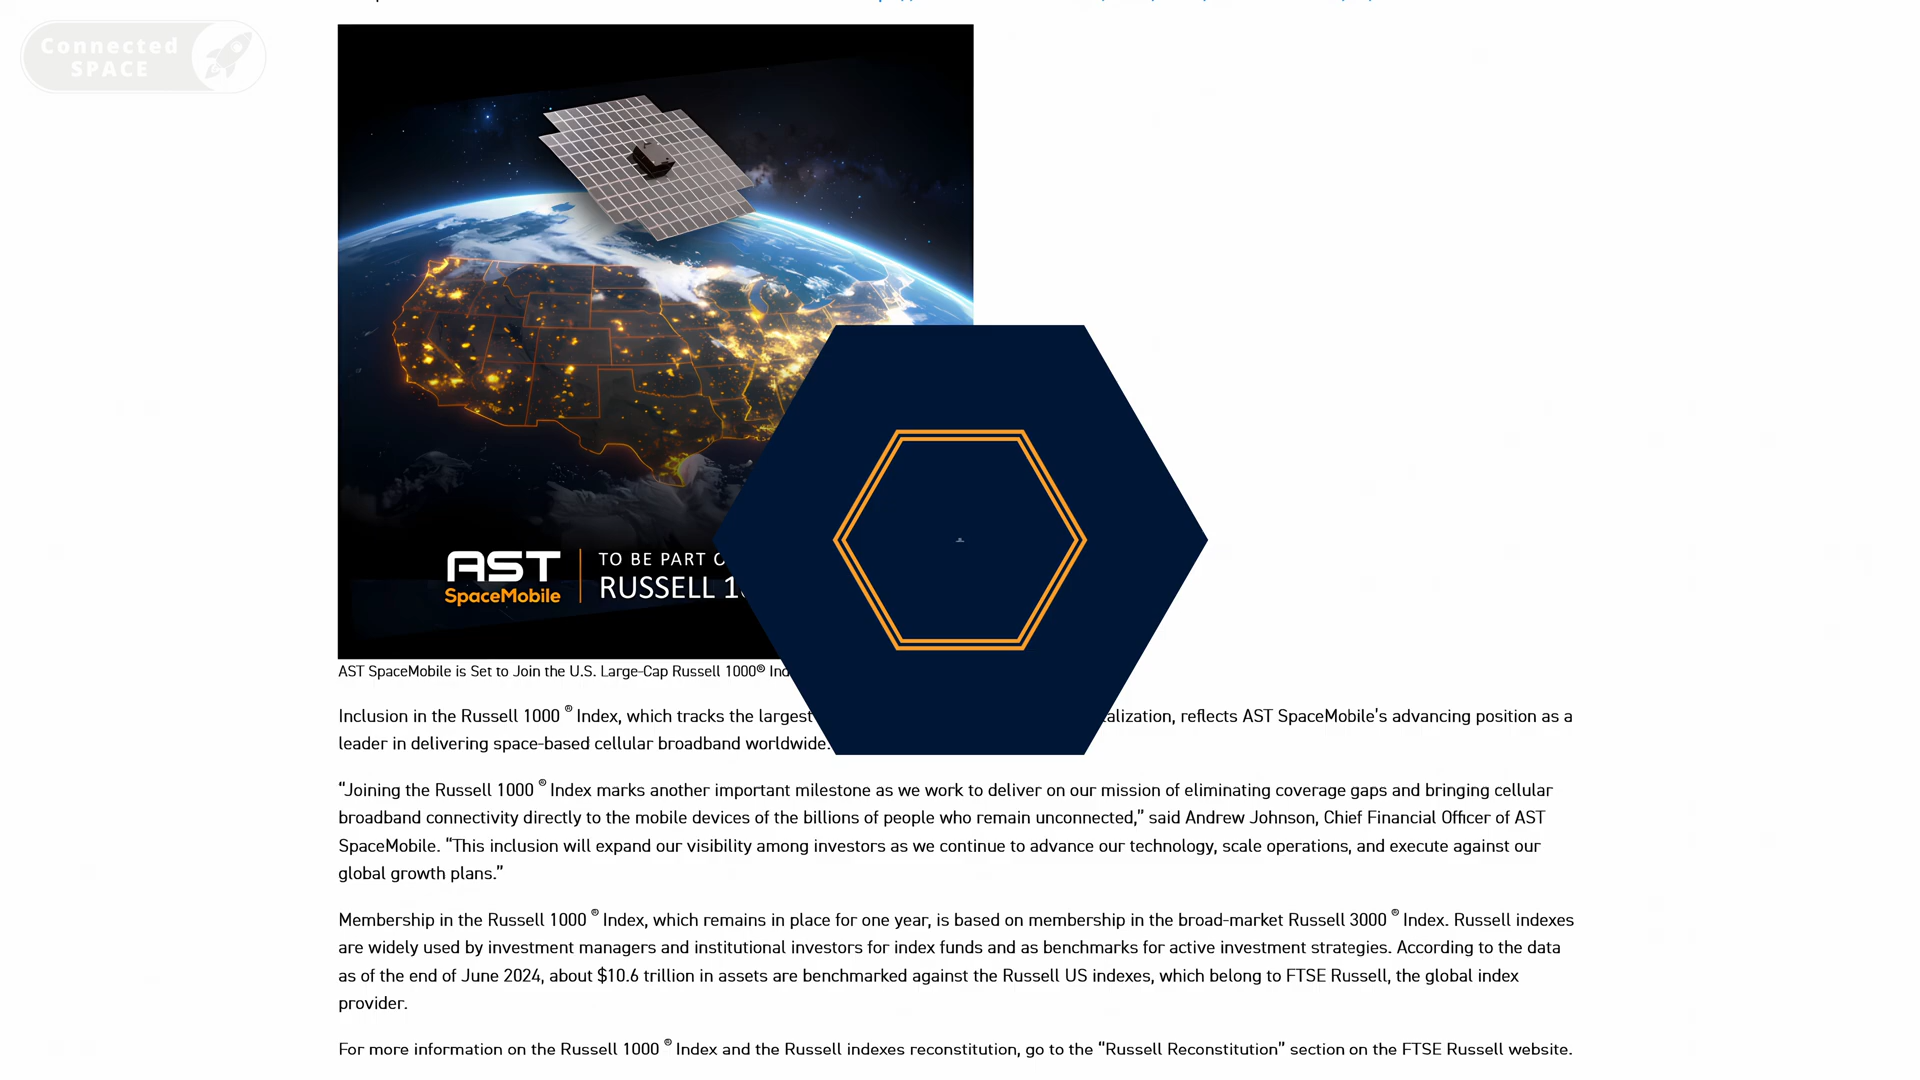 Connected
SPACE
AST
SpaceMobile
TO BE PART
RUSSELL
AST SpaceMobile is Set to Join the U.S. Large-Cap Russell 1000®
Inclusion in the Russell 1000 ® Index, which tracks the largest reflects AST SpaceMobile's advancing position as a
leader in delivering space-based cellular broadband worldwide.
“Joining the Russell 1000 ® Index marks another important milestone as we work to deliver on our mission of eliminating coverage gaps and bringing cellular
broadband connectivity directly to the mobile devices of the billions of people who remain unconnected,” said Andrew Johnson, Chief Financial Officer of AST
SpaceMobile. “This inclusion will expand our visibility among investors as we continue to advance our technology, scale operations, and execute against our
global growth plans.”
Membership in the Russell 1000 ® Index, which remains in place for one year, is based on membership in the broad-market Russell 3000 ® Index. Russell indexes
are widely used by investment managers and institutional investors for index funds and as benchmarks for active investment strategies. According to the data
as of the end of June 2024, about $10.6 trillion in assets are benchmarked against the Russell US indexes, which belong to FTSE Russell, the global index
provider.
For more information on the Russell 1000 ® Index and the Russell indexes reconstitution, go to the “Russell Reconstitution” section on the FTSE Russell website.